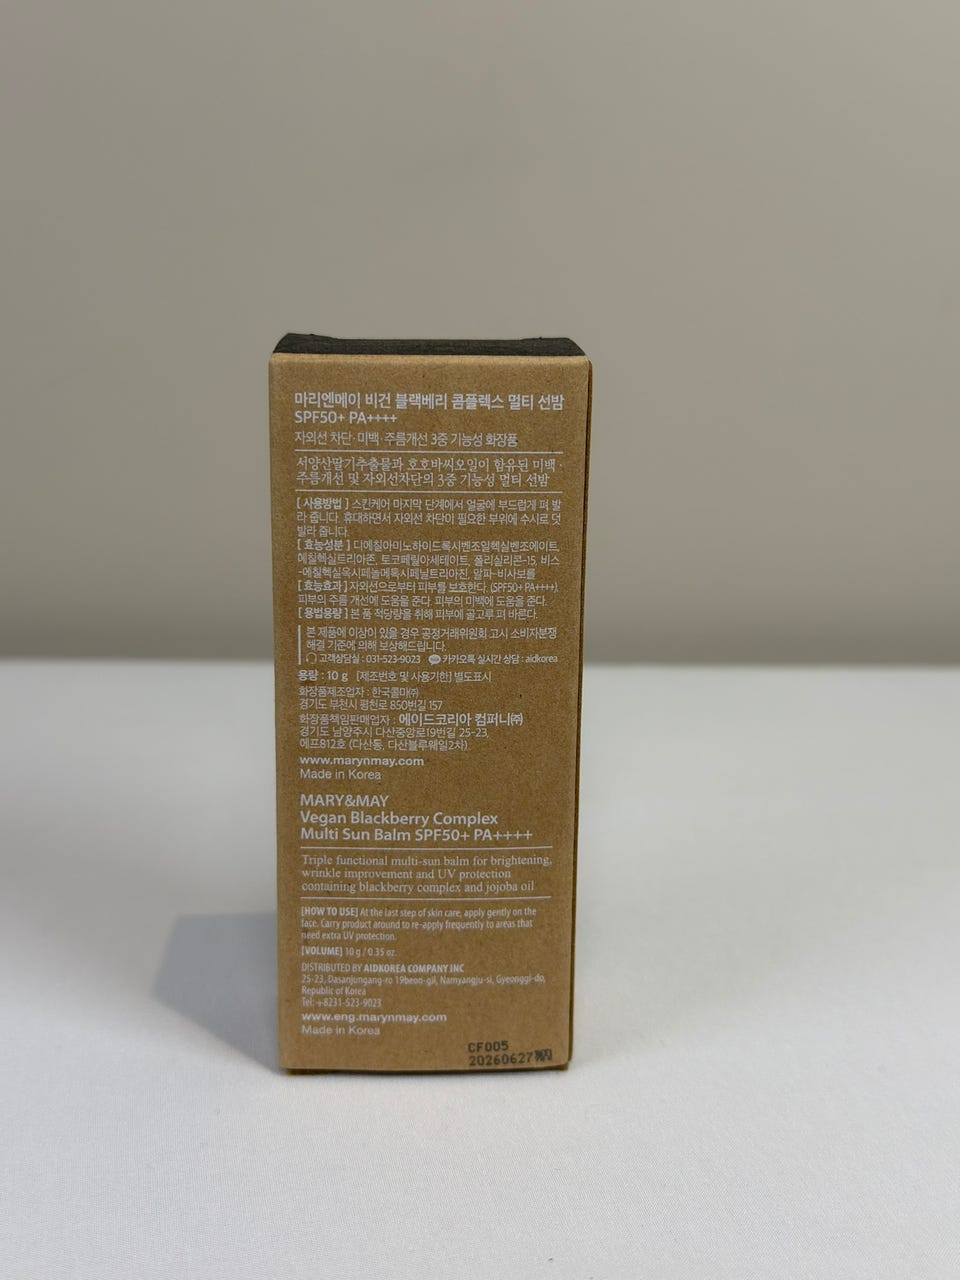 마리엔메이 비건 블랙베리 콤플렉스 멀티 선밤
SPF50+ PA++++
자외선 차단·미백·주름개선 3중 기능성 화장품
서양산딸기추출물과 호호바씨오일이 함유된 미백·
주름개선 및 자외선차단의 3중 기능성 멀티 선밤
[ 사용방법 ] 스킨케어 마지막 단계에서 얼굴에 부드럽게 펴 발
라 줍니다. 휴대하면서 자외선 차단이 필요한 부위에 수시로 덧
발라 줍니다.
[ 효능성분 ] 디에칠아미노하이드록시벤조일헥실벤조에이트,
에칠헥실트리아존, 토코페릴아세테이트, 폴리실리콘-15, 비스
-에칠헥실옥시페놀메톡시페닐트리아진, 알파-비사보롤
[ 효능효과 ] 자외선으로부터 피부를 보호한다. (SPF50+ PA++++),
피부의 주름 개선에 도움을 준다. 피부의 미백에 도움을 준다.
[ 용법용량 ] 본 품 적당량을 취해 피부에 골고루 펴 바른다.
본 제품에 이상이 있을 경우 공정거래위원회 고시 소비자분쟁
해결 기준에 의해 보상해드립니다.
고객상담실 : 031-523-9023 카카오톡 실시간 상담 : aidkorea
용량 : 10 g [제조번호 및 사용기한] 별도표시
화장품제조업자 : 한국콜마㈜
경기도 부천시 평천로 850번길 157
화장품책임판매업자 : 에이드코리아 컴퍼니㈜
경기도 남양주시 다산중앙로19번길 25-23,
에프812호 (다산동, 다산블루웨일2차)
www.marynmay.com
Made in Korea
MARY&MAY
Vegan Blackberry Complex
Multi Sun Balm SPF50+ PA++++
Triple functional multi-sun balm for brightening,
wrinkle improvement and UV protection
containing blackberry complex and jojoba oil
[HOW TO USE] At the last step of skin care, apply gently on the
face. Carry product around to re-apply frequently to areas that
need extra UV protection.
[VOLUME] 10 g / 0.35 oz.
DISTRIBUTED BY AIDKOREA COMPANY INC
25-23, Dasanjungang-ro 19beon-gil, Namyangju-si, Gyeonggi-do,
Republic of Korea
Tel: +8231-523-9023
www.eng.marynmay.com
Made in Korea
CF005
20260627까지